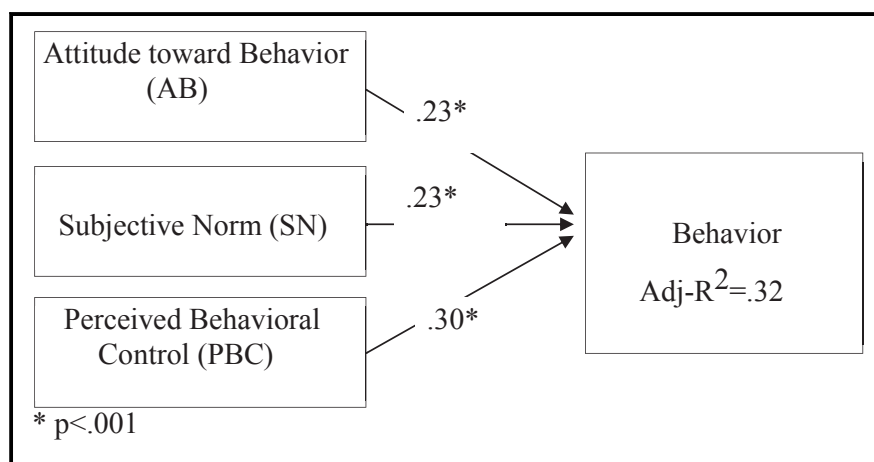 Attitude toward Behavior
(AB)
.23*
Subjective Norm (SN)
.23*
Perceived Behavioral
Control (PBC)
.30*
Behavior
Adj-R²=.32
* p<.001